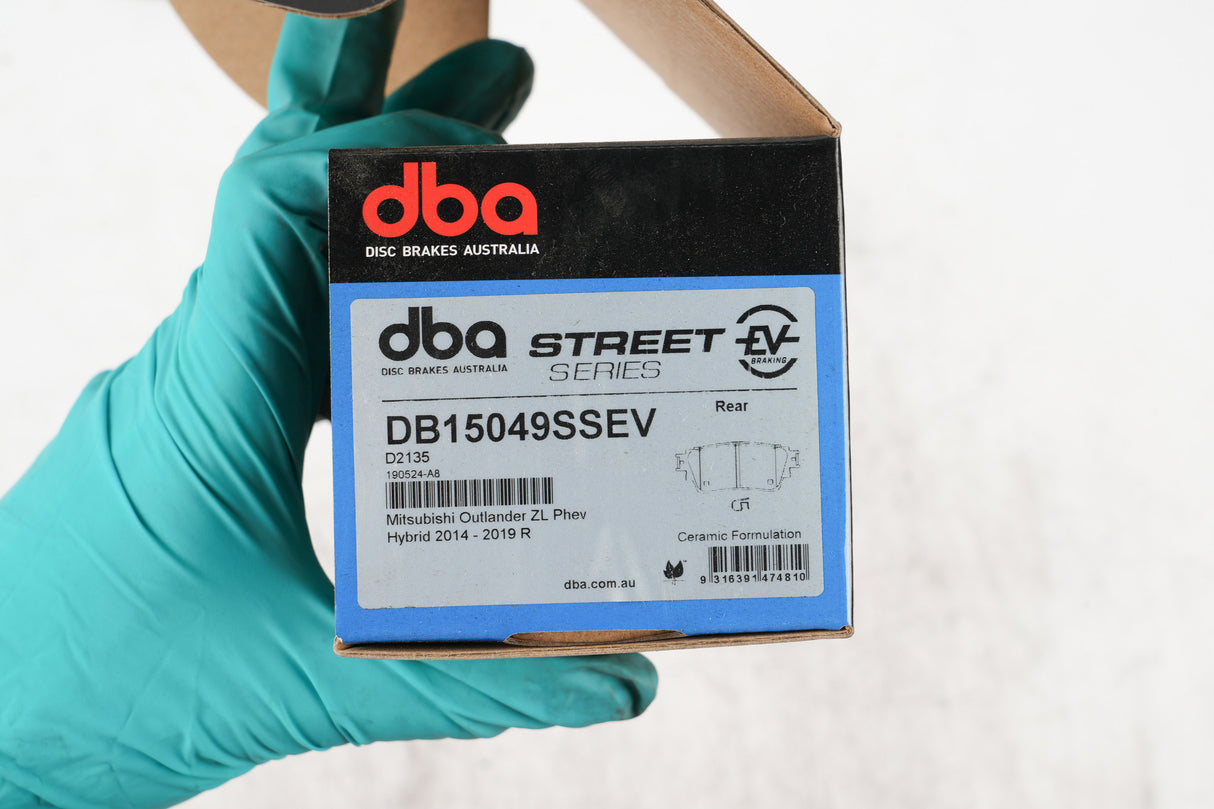 dba
DISC BRAKES AUSTRALIA
dba
DISC BRAKES AUSTRALIA
STREET
SERIES
EV
BRAKING
DB15049SSEV
Rear
D2135
190524-A8
Mitsubishi Outlander ZL Phev
Hybrid 2014 - 2019 R
15
Ceramic Formulation
dba.com.au
9 316391 474810